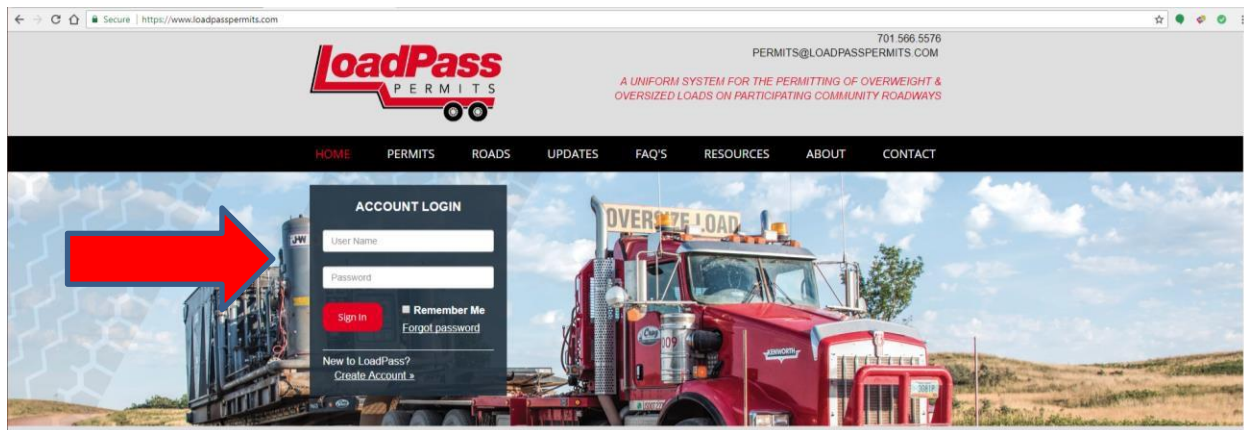 Secure | https://www.loadpasspermits.com
LoadPass
PERMITS
701.566.5576
PERMITS@LOADPASSPERMITS.COM
A UNIFORM SYSTEM FOR THE PERMITTING OF OVERWEIGHT &
OVERSIZED LOADS ON PARTICIPATING COMMUNITY ROADWAYS
HOME PERMITS ROADS UPDATES FAQ'S RESOURCES ABOUT CONTACT
ACCOUNT LOGIN
User Name
Password
Sign In
Remember Me
Forgot password
New to LoadPass?
Create Account »
OVERSIZE LOAD
J-W
Craig
009
KENWORTH